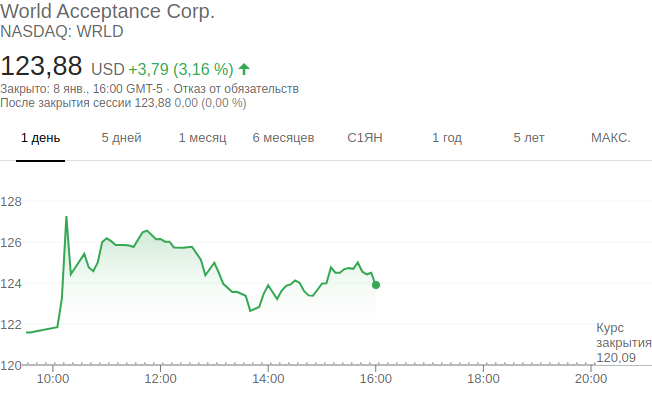 World Acceptance Corp.
NASDAQ: WRLD
123,88 USD +3,79 (3,16 %)
Закрыто: 8 янв., 16:00 GMT-5 · Отказ от обязательств
После закрытия сессии 123,88 0,00 (0,00 %)
1 день 5 дней 1 месяц 6 месяцев С1ЯН 1 год 5 лет МАКС.
128
126
124
122
Курс
закрытия
120,09
120
10:00 12:00 14:00 16:00 18:00 20:00